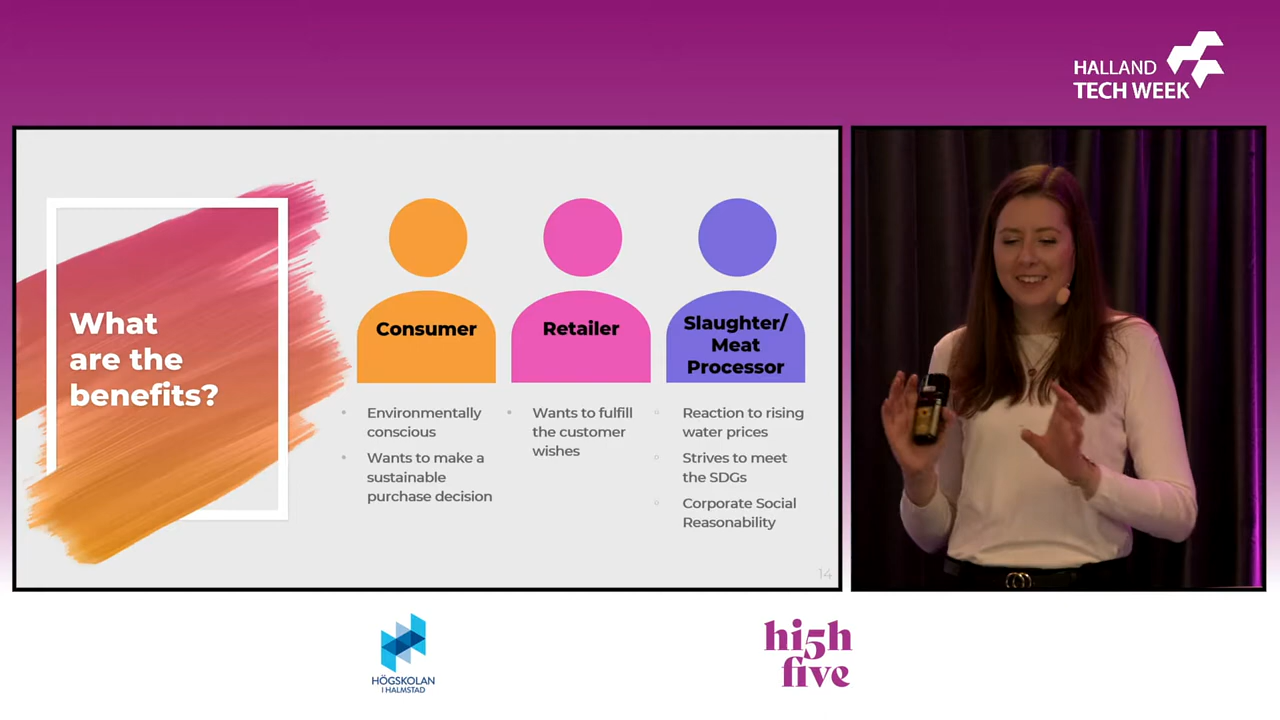 HALLAND
TECH WEEK
What
are the
benefits?
Consumer
Retailer
Slaughter/
Meat
Processor
• Environmentally
conscious
• Wants to make a
sustainable
purchase decision
• Wants to fulfill
the customer
wishes
○ Reaction to rising
water prices
○ Strives to meet
the SDGs
○ Corporate Social
Reasonability
14
HÖGSKOLAN
I HALMSTAD
hi5h
five